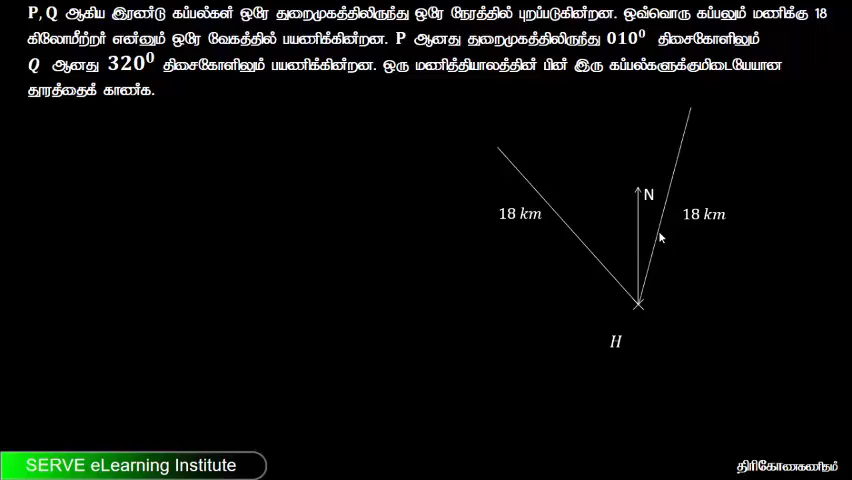 P, Q ஆகிய இரண்டு கப்பல்கள் ஒரே துறைமுகத்திலிருந்து ஒரே நேரத்தில் புறப்படுகின்றன. ஒவ்வொரு கப்பலும் மணிக்கு 18
கிலோமீற்றர் என்னும் ஒரே வேகத்தில் பயணிக்கின்றன. P ஆனது துறைமுகத்திலிருந்து 010⁰ திசைகோளிலும்
Q ஆனது 320⁰ திசைகோளிலும் பயணிக்கின்றன. ஒரு மணித்தியாலத்தின் பின் இரு கப்பல்களுக்குமிடையேயான
தூரத்தைக் காண்க.
N
18 km
18 km
H
SERVE eLearning Institute
திரிகோணகணிதம்